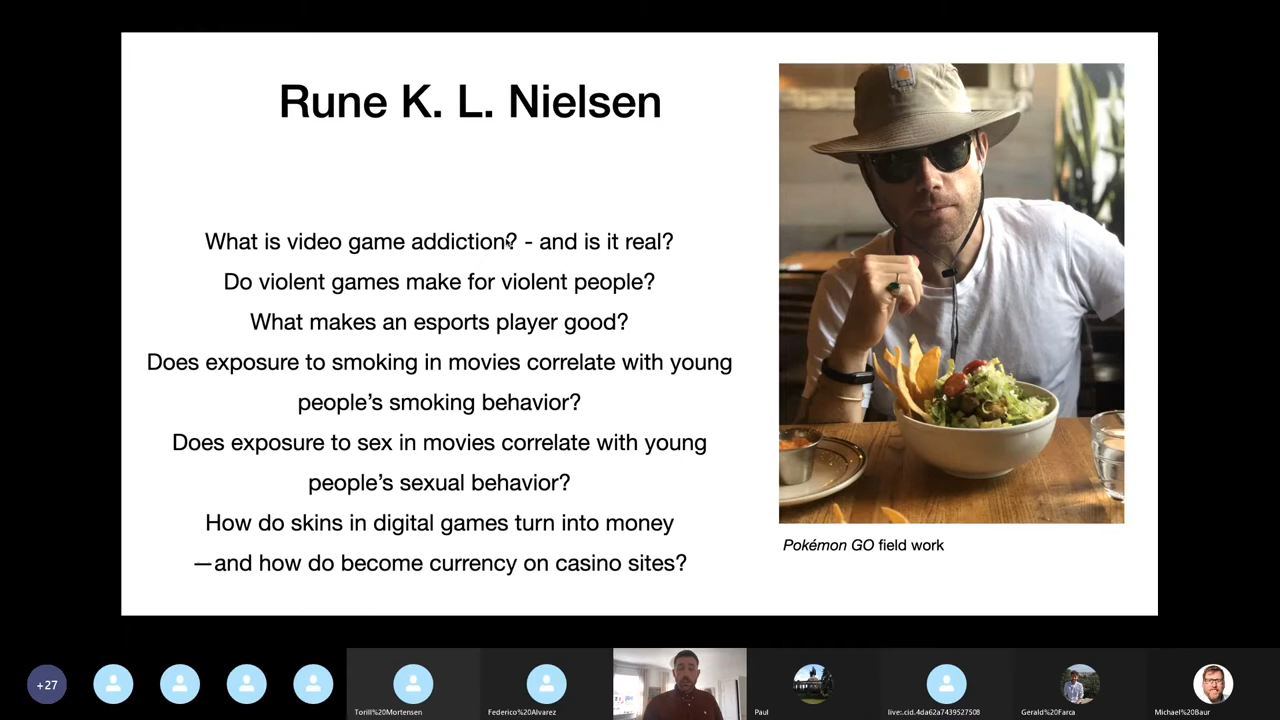 Rune K. L. Nielsen
What is video game addiction? - and is it real?
Do violent games make for violent people?
What makes an esports player good?
Does exposure to smoking in movies correlate with young
people’s smoking behavior?
Does exposure to sex in movies correlate with young
people’s sexual behavior?
How do skins in digital games turn into money
—and how do become currency on casino sites?
Pokémon GO field work
+27
Torill%20Mortensen
Federico%20Alvarez
Paul
live:.cid.4da62a7439527508
Gerald%20Farca
Michael%20Baur